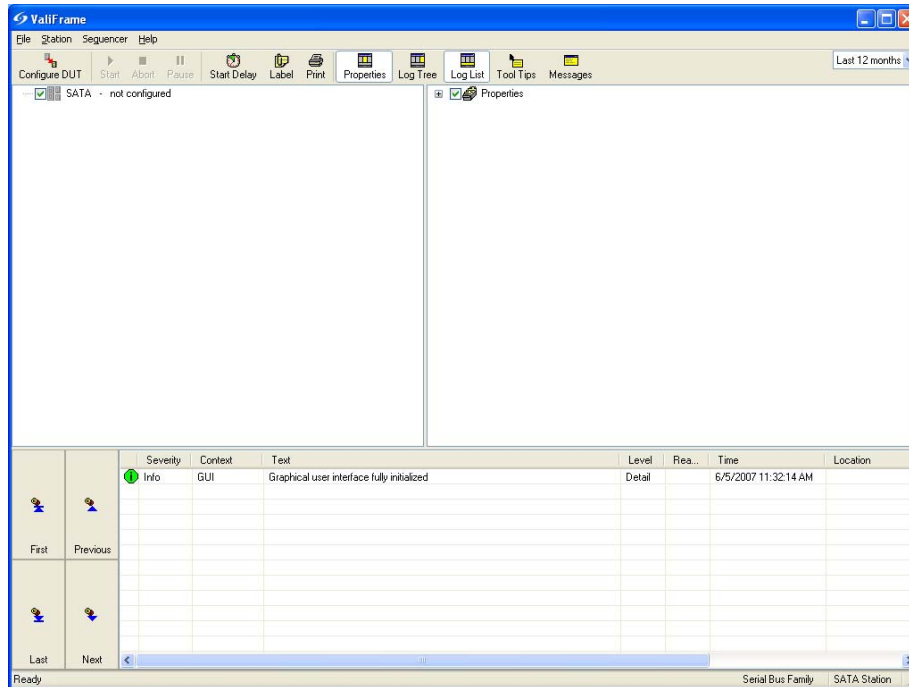 ValiFrame
File Station Sequencer Help
Configure DUT Start Abort Pause Start Delay Label Print Properties Log Tree Log List Tool Tips Messages Last 12 months
SATA - not configured
Properties
Severity Context Text Level Rea... Time Location
Info GUI Graphical user interface fully initialized Detail 6/5/2007 11:32:14 AM
First Previous
Last Next
Ready Serial Bus Family SATA Station